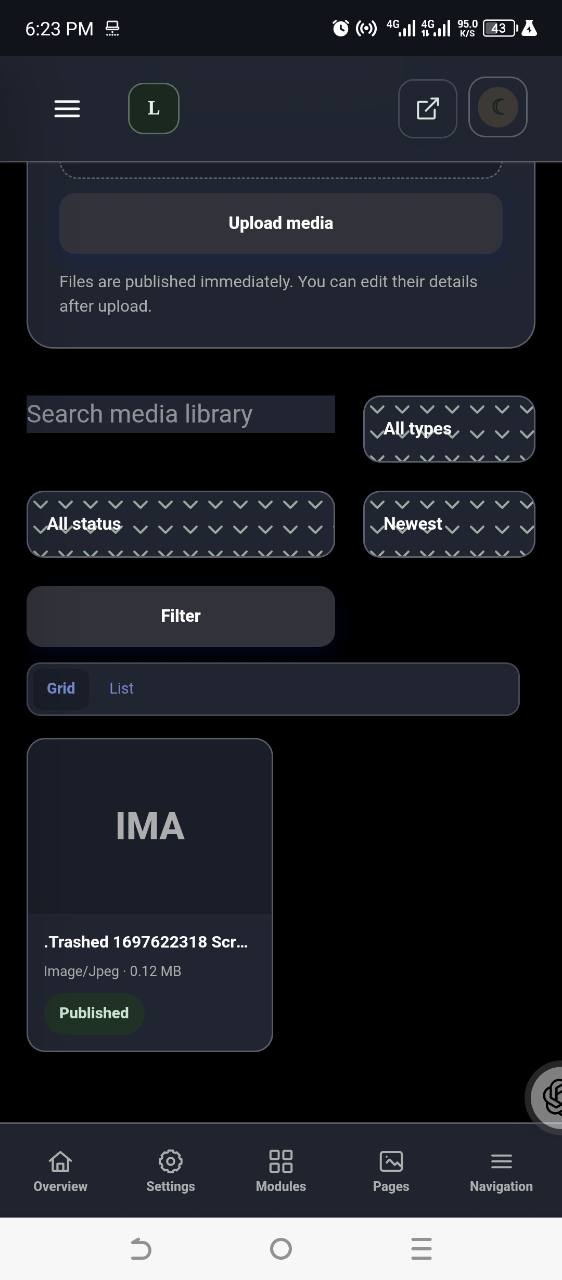 6:23 PM
4G 4G 95.0 K/S 43
L
Upload media
Files are published immediately. You can edit their details
after upload.
Search media library
All types
All status
Newest
Filter
Grid List
IMA
.Trashed 1697622318 Scr...
Image/Jpeg · 0.12 MB
Published
Overview Settings Modules Pages Navigation